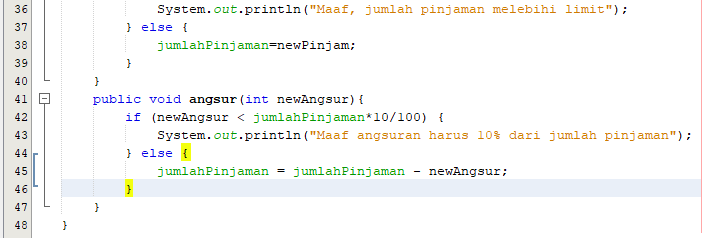 36 System.out.println("Maaf, jumlah pinjaman melebihi limit");
37 } else {
38 jumlahPinjaman=newPinjam;
39 }
40 }
41 public void angsur(int newAngsur){
42 if (newAngsur < jumlahPinjaman*10/100) {
43 System.out.println("Maaf angsuran harus 10% dari jumlah pinjaman");
44 } else {
45 jumlahPinjaman = jumlahPinjaman - newAngsur;
46 }
47 }
48 }